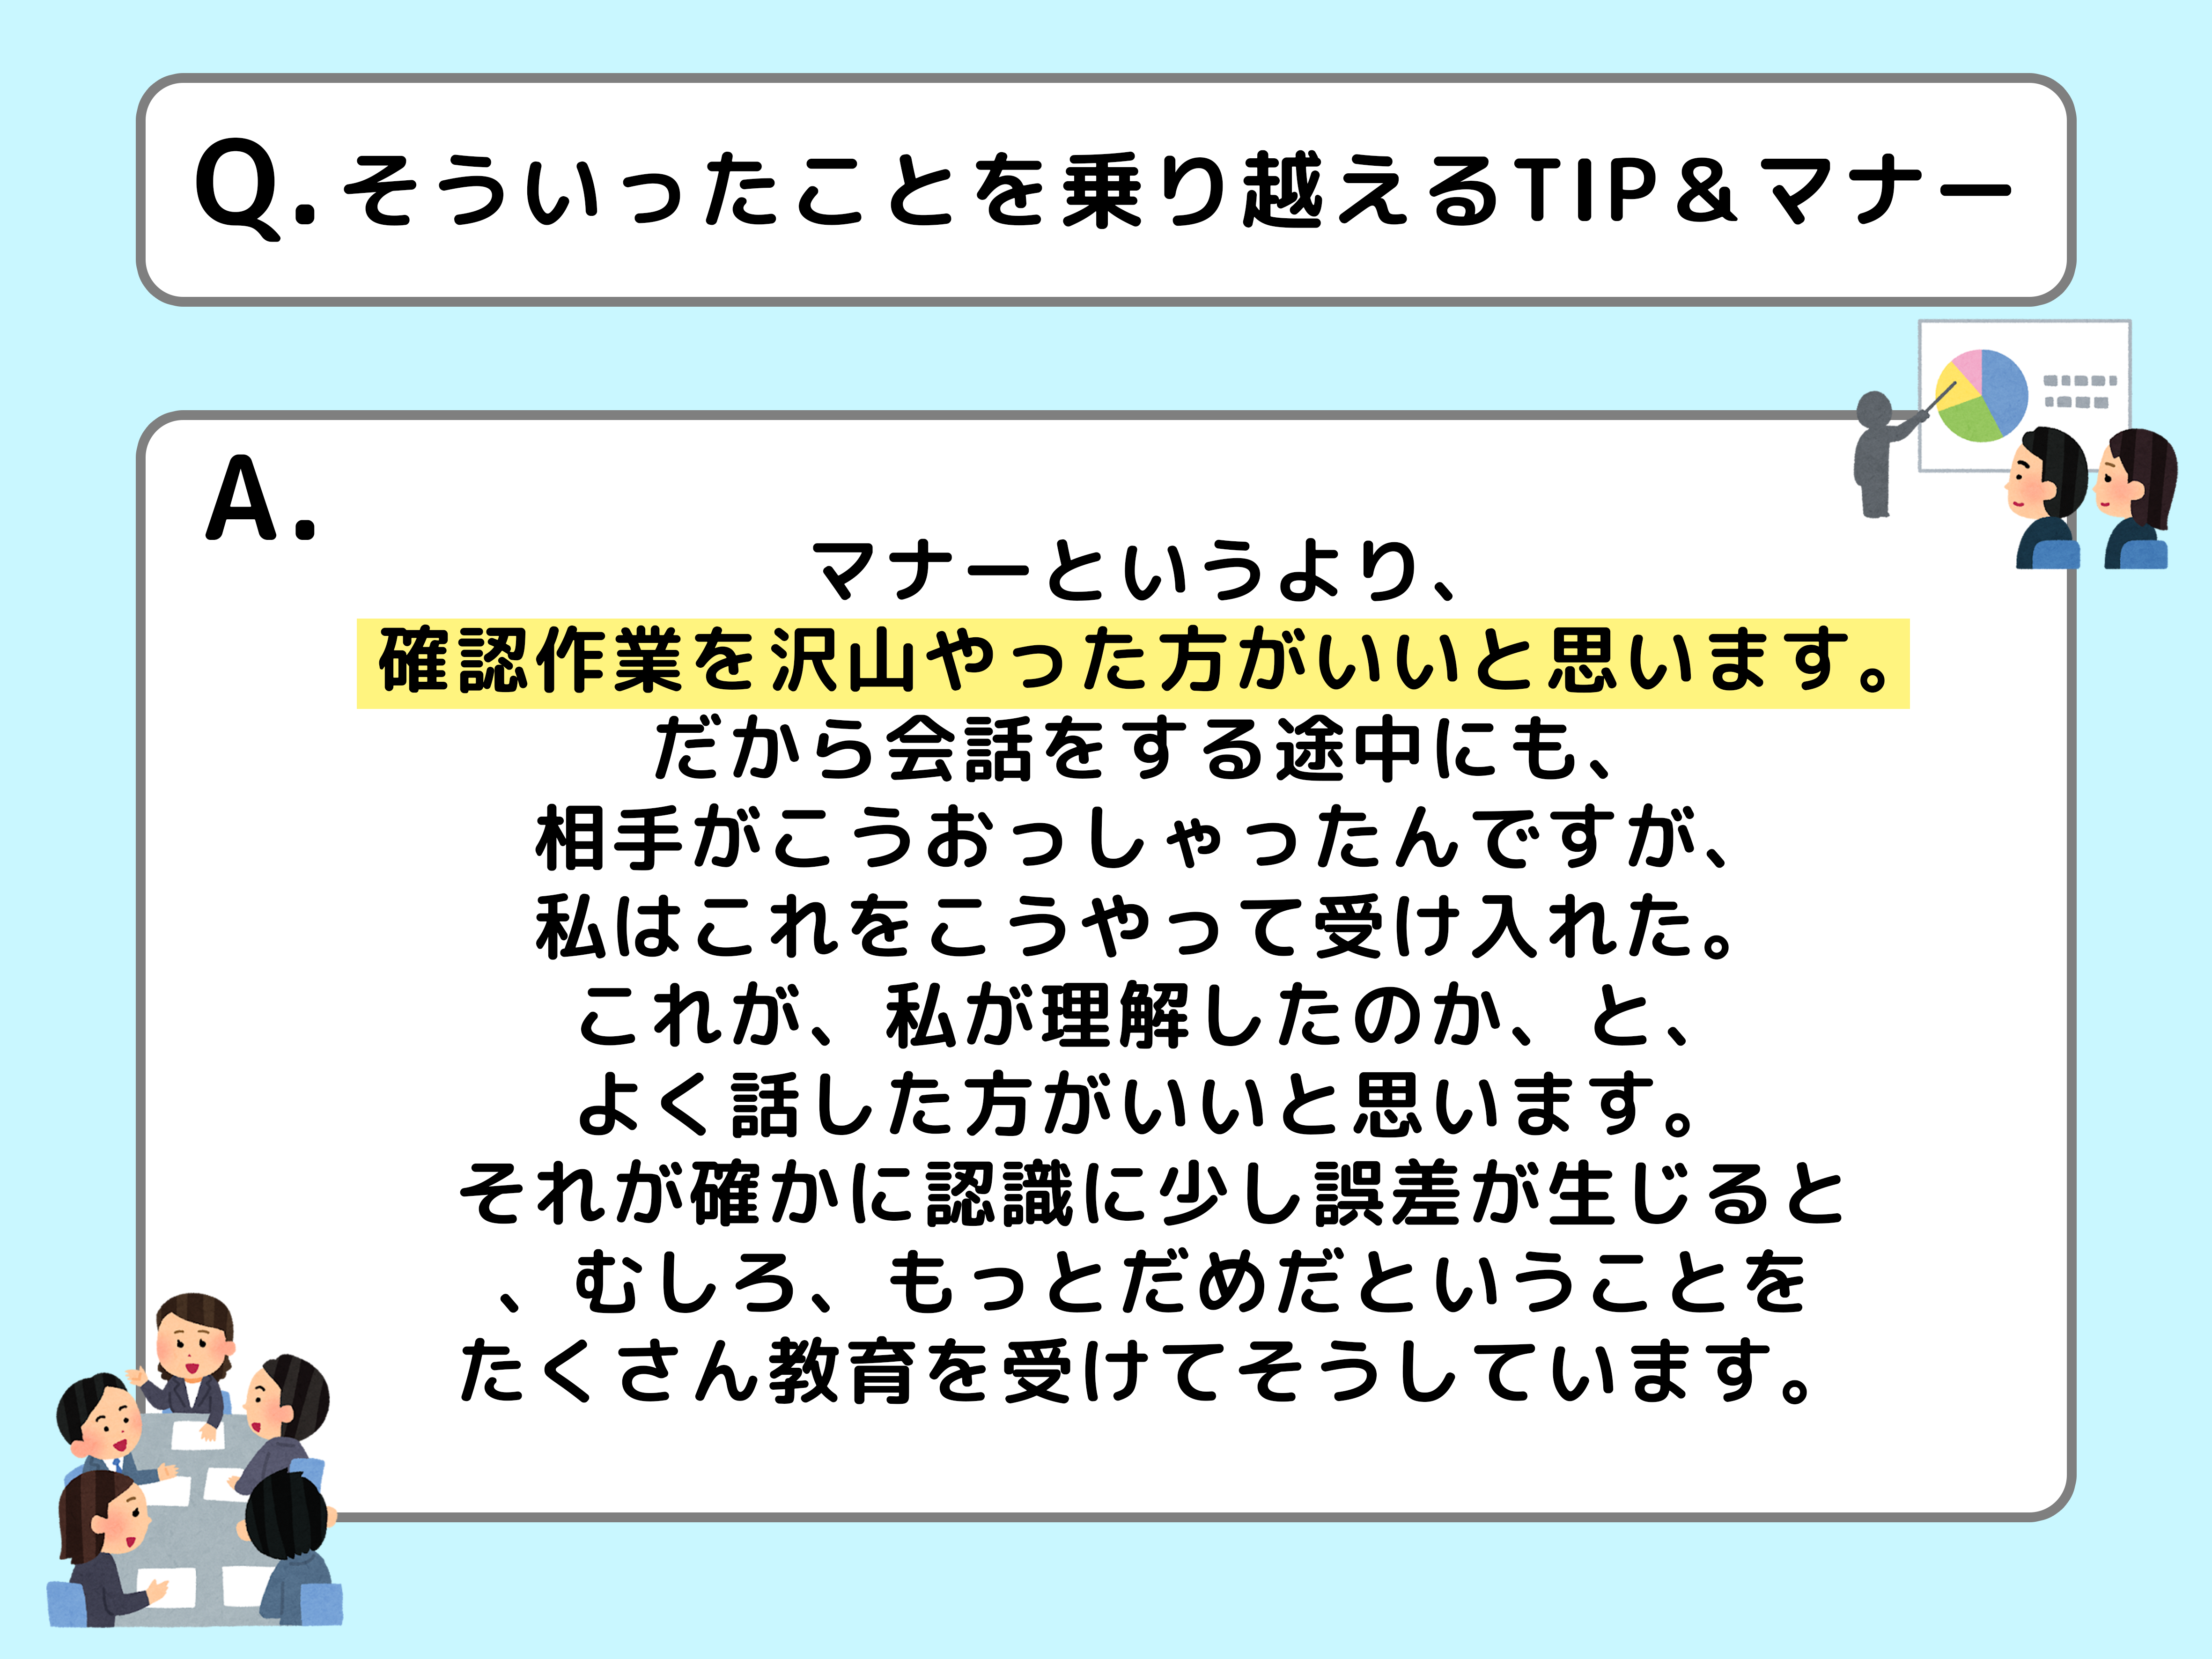 Q. そういったことを乗り越えるTIP＆マナー
A.
マナーというより、
確認作業を沢山やった方がいいと思います。
だから会話をする途中にも、
相手がこうおっしゃったんですが、
私はこれをこうやって受け入れた。
これが、私が理解したのか、と、
よく話した方がいいと思います。
それが確かに認識に少し誤差が生じると
、むしろ、もっとだめだということを
たくさん教育を受けてそうしています。